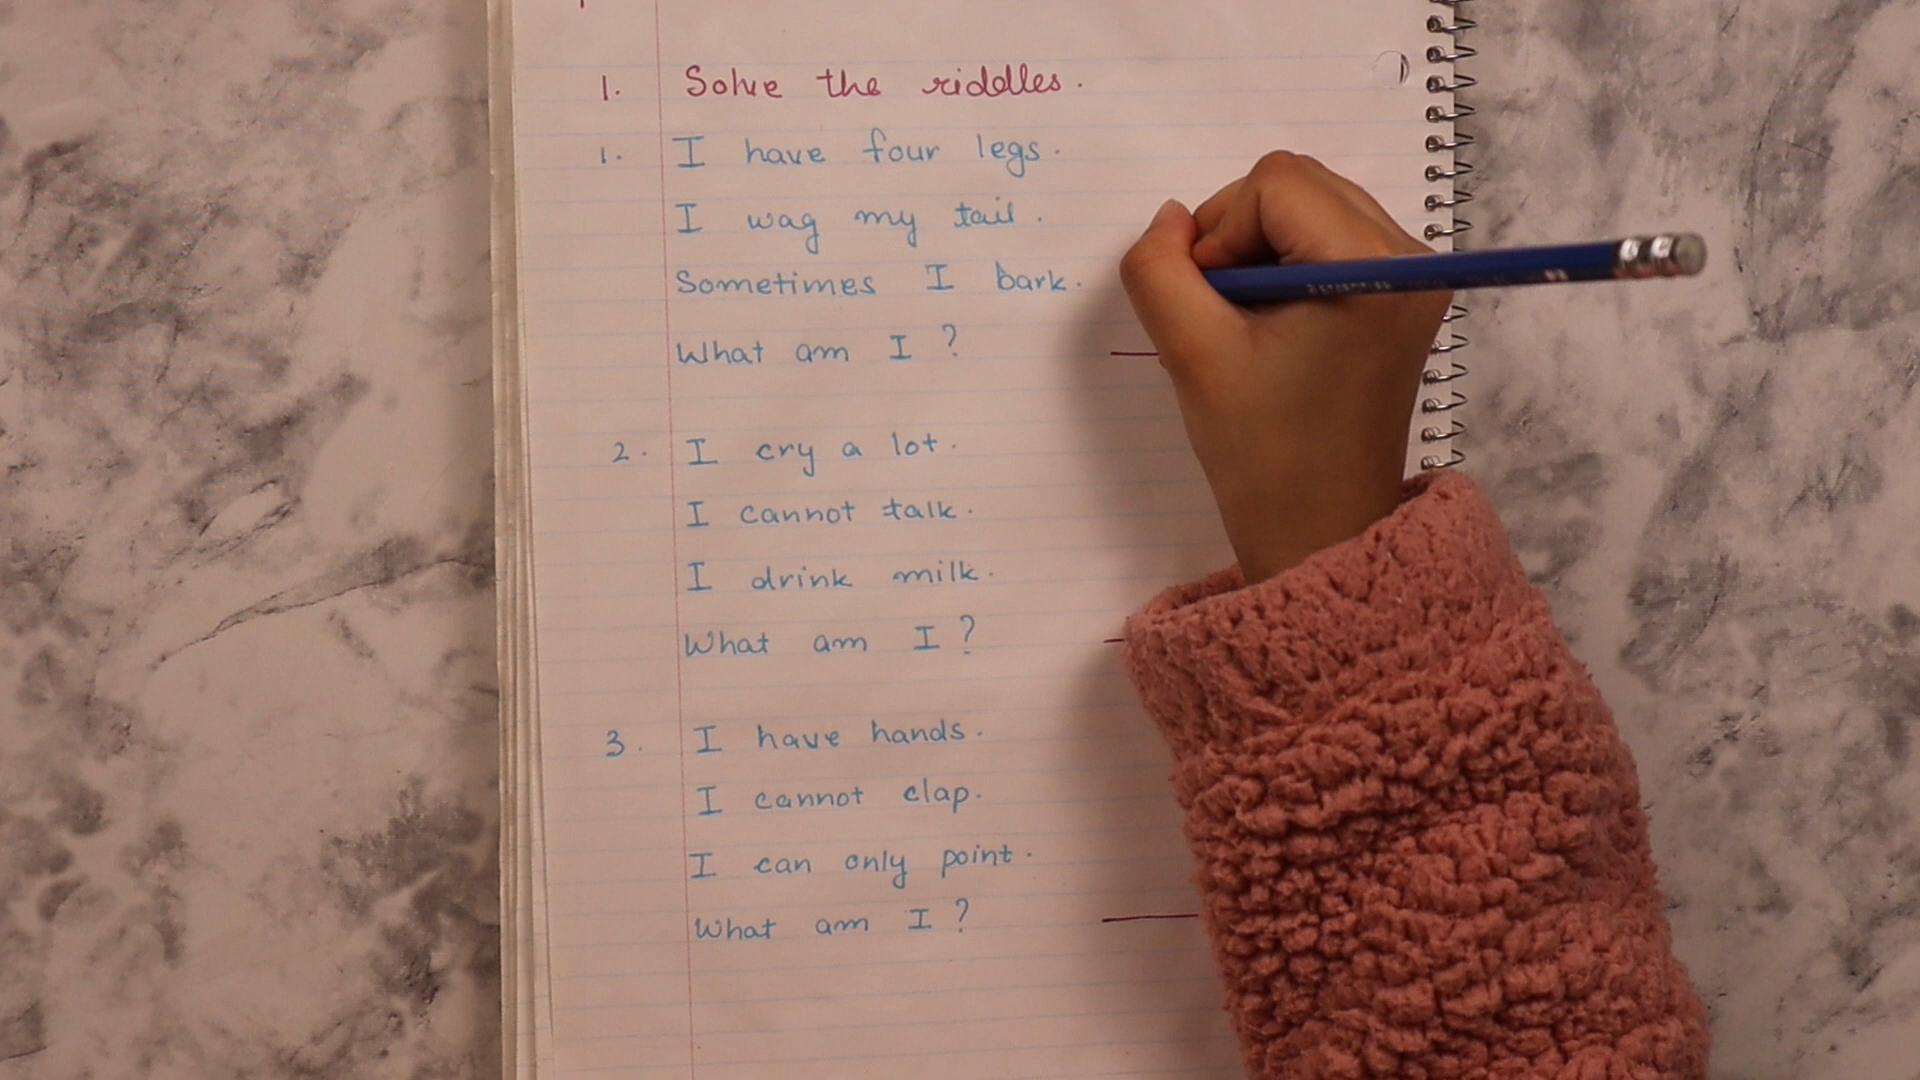 1. Solve the riddles.
1. I have four legs.
I wag my tail.
Sometimes I bark.
What am I ?
2. I cry a lot.
I cannot talk.
I drink milk.
What am I ?
3. I have hands.
I cannot clap.
I can only point.
What am I ?